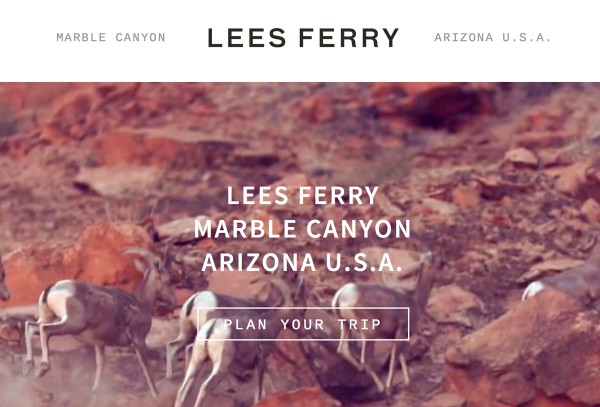 MARBLE CANYON LEES FERRY ARIZONA U.S.A.
LEES FERRY
MARBLE CANYON
ARIZONA U.S.A.
PLAN YOUR TRIP